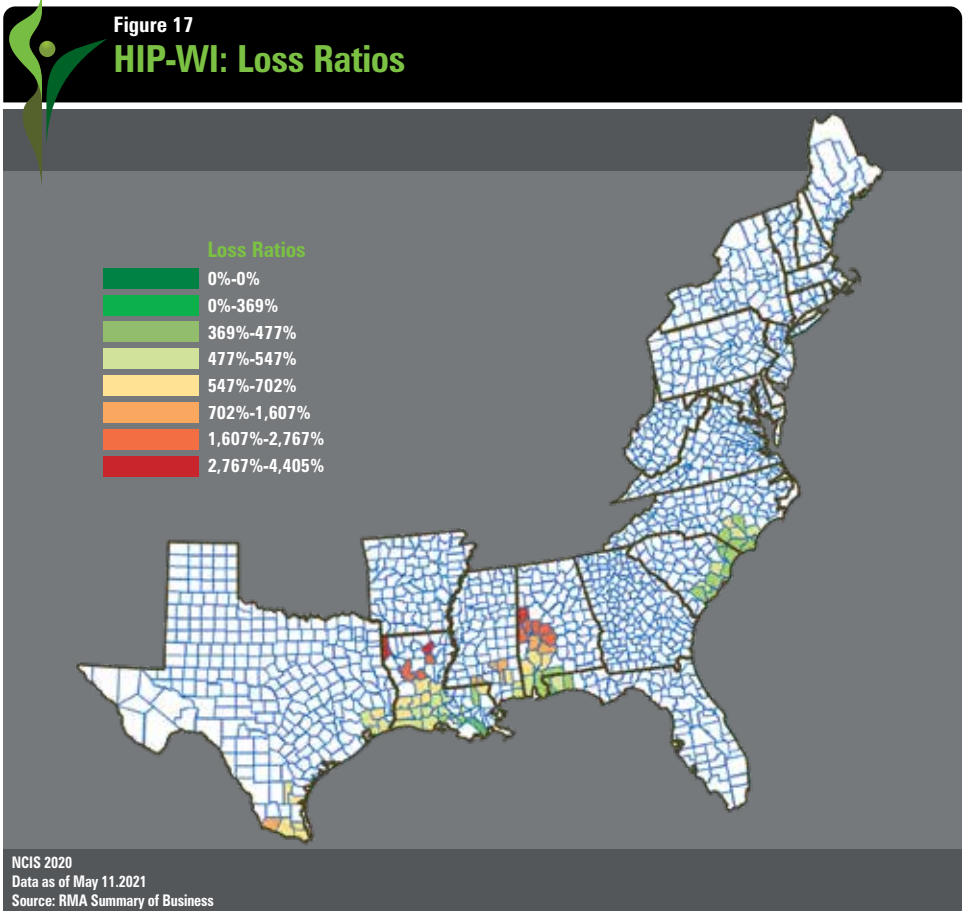 Figure 17
HIP-WI: Loss Ratios
Loss Ratios
0%-0%
0%-369%
369%-477%
477%-547%
547%-702%
702%-1,607%
1,607%-2,767%
2,767%-4,405%
NCIS 2020
Data as of May 11.2021
Source: RMA Summary of Business